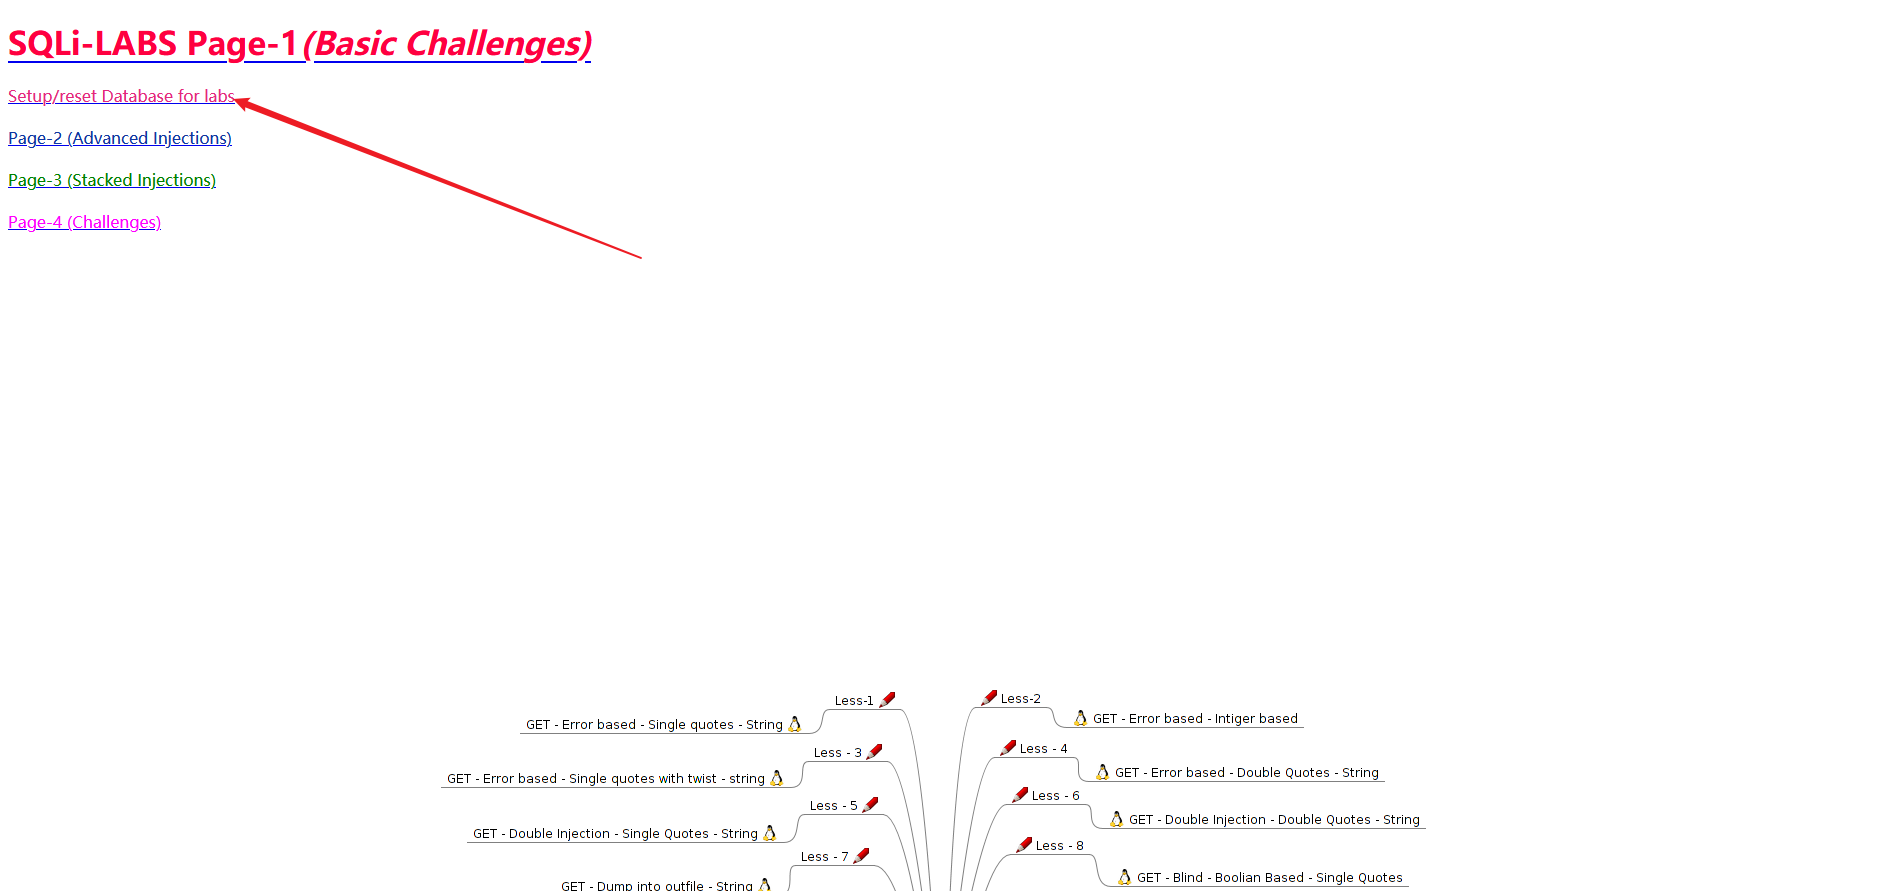 SQLi-LABS Page-1(Basic Challenges)
Setup/reset Database for labs
Page-2 (Advanced Injections)
Page-3 (Stacked Injections)
Page-4 (Challenges)
Less-1
GET - Error based - Single quotes - String
Less - 3
GET - Error based - Single quotes with twist - string
Less - 5
GET - Double Injection - Single Quotes - String
Less - 7
GET - Dump into outfile - String
Less-2
GET - Error based - Intiger based
Less - 4
GET - Error based - Double Quotes - String
Less - 6
GET - Double Injection - Double Quotes - String
Less - 8
GET - Blind - Boolian Based - Single Quotes